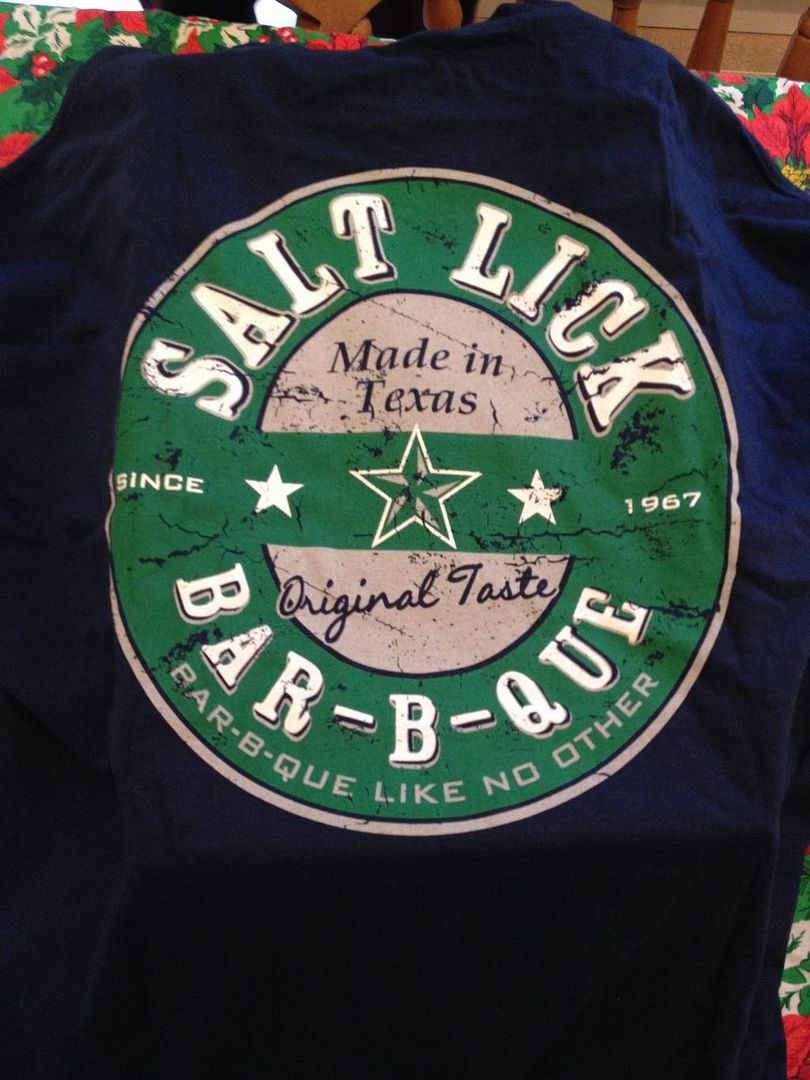 SALT LICK
Made in
Texas
SINCE 1967
Original Taste
BAR-B-QUE
BAR-B-QUE LIKE NO OTHER